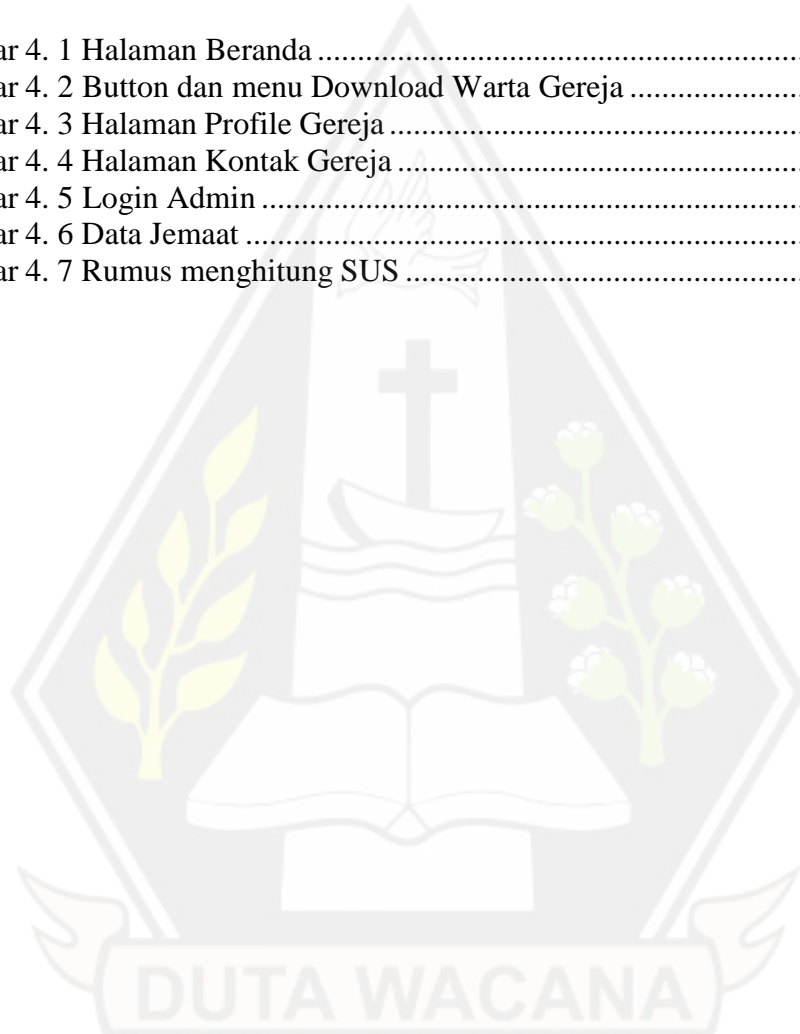 ar 4. 1 Halaman Beranda ................................................................
ar 4. 2 Button dan menu Download Warta Gereja .....................
ar 4. 3 Halaman Profile Gereja ...................................................
ar 4. 4 Halaman Kontak Gereja ..................................................
ar 4. 5 Login Admin ...................................................................
ar 4. 6 Data Jemaat .....................................................................
ar 4. 7 Rumus menghitung SUS .................................................
DUTA WACANA